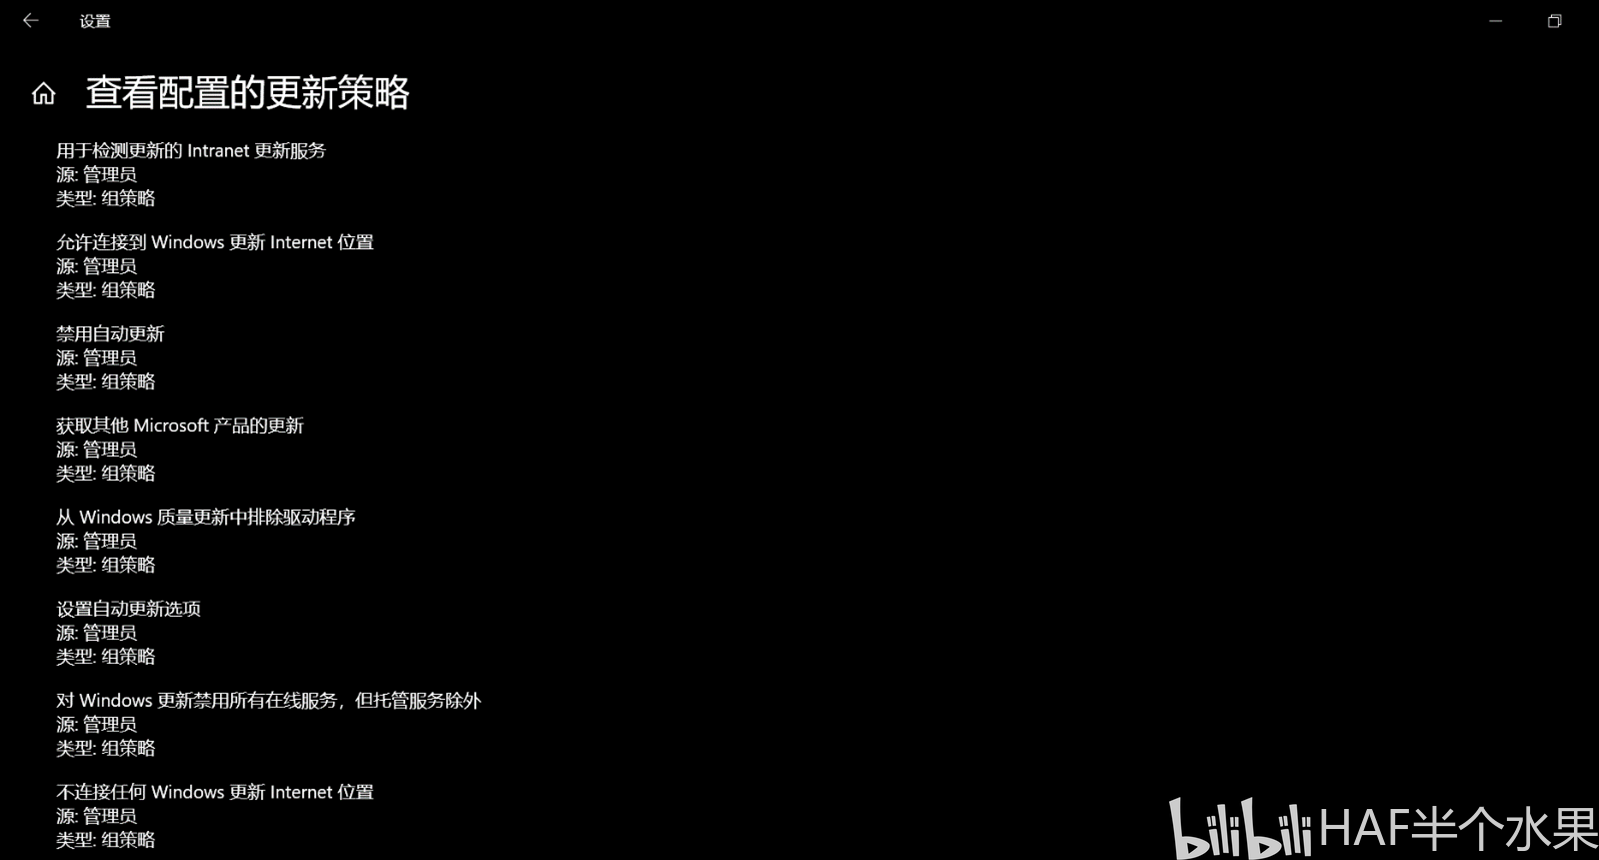 设置
查看配置的更新策略
用于检测更新的 Intranet 更新服务
源: 管理员
类型: 组策略
允许连接到 Windows 更新 Internet 位置
源: 管理员
类型: 组策略
禁用自动更新
源: 管理员
类型: 组策略
获取其他 Microsoft 产品的更新
源: 管理员
类型: 组策略
从 Windows 质量更新中排除驱动程序
源: 管理员
类型: 组策略
设置自动更新选项
源: 管理员
类型: 组策略
对 Windows 更新禁用所有在线服务，但托管服务除外
源: 管理员
类型: 组策略
不连接任何 Windows 更新 Internet 位置
源: 管理员
类型: 组策略
bilibili HAF半个水果